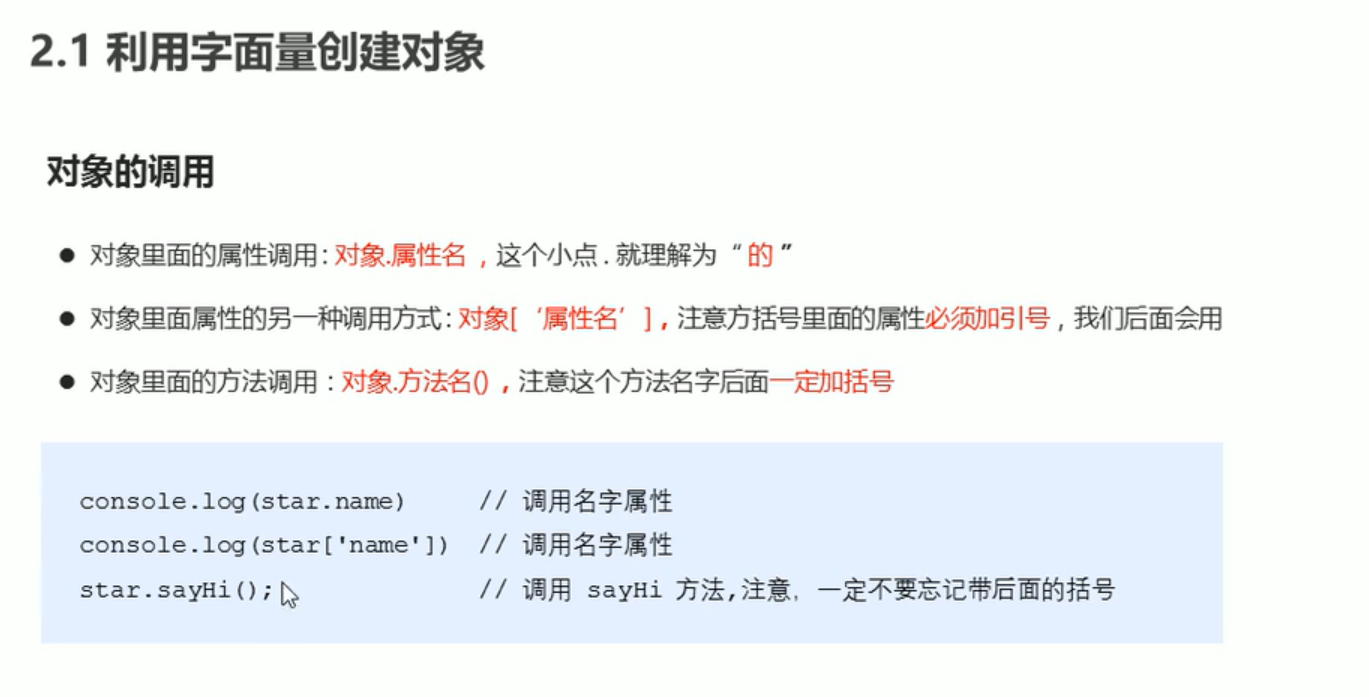 2.1 利用字面量创建对象
对象的调用
● 对象里面的属性调用 : 对象.属性名 ，这个小点 . 就理解为“ 的 ”
● 对象里面属性的另一种调用方式 : 对象[‘属性名’]，注意方括号里面的属性必须加引号，我们后面会用
● 对象里面的方法调用：对象.方法名() ，注意这个方法名字后面一定加括号
console.log(star.name) // 调用名字属性
console.log(star['name']) // 调用名字属性
star.sayHi(); // 调用 sayHi 方法,注意，一定不要忘记带后面的括号